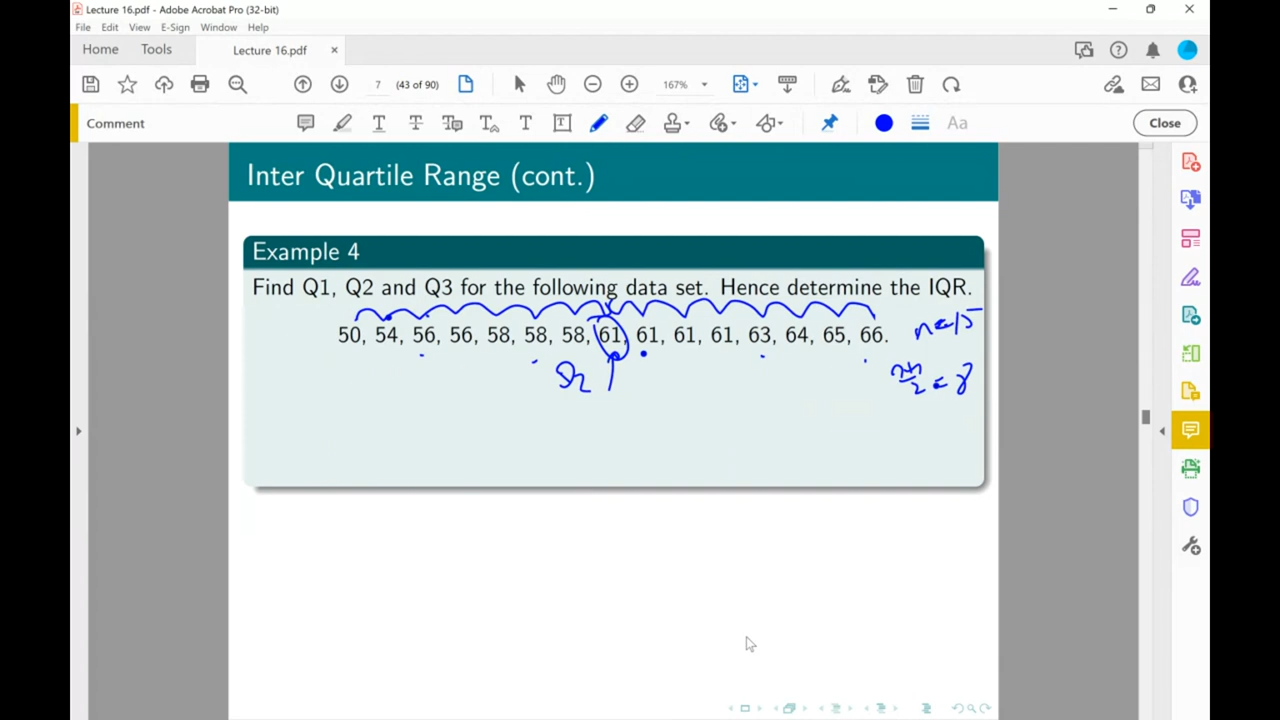 Lecture 16.pdf - Adobe Acrobat Pro (32-bit)
File Edit View E-Sign Window Help
Home Tools Lecture 16.pdf ×
7 (43 of 90) 167%
Comment Close
Inter Quartile Range (cont.)
Example 4
Find Q1, Q2 and Q3 for the following data set. Hence determine the IQR.
50, 54, 56, 56, 58, 58, 58, 61, 61, 61, 61, 63, 64, 65, 66.
n=15
Q2